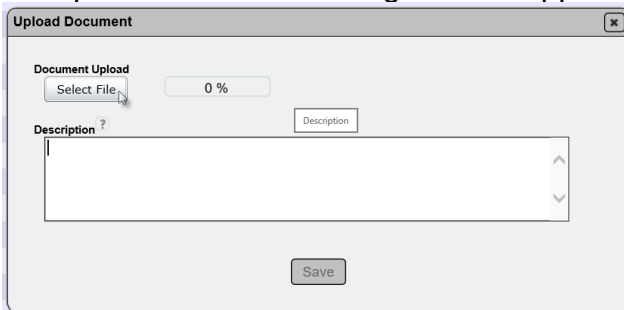 Upload Document
Document Upload
Select File
0 %
Description ?
Description
Save